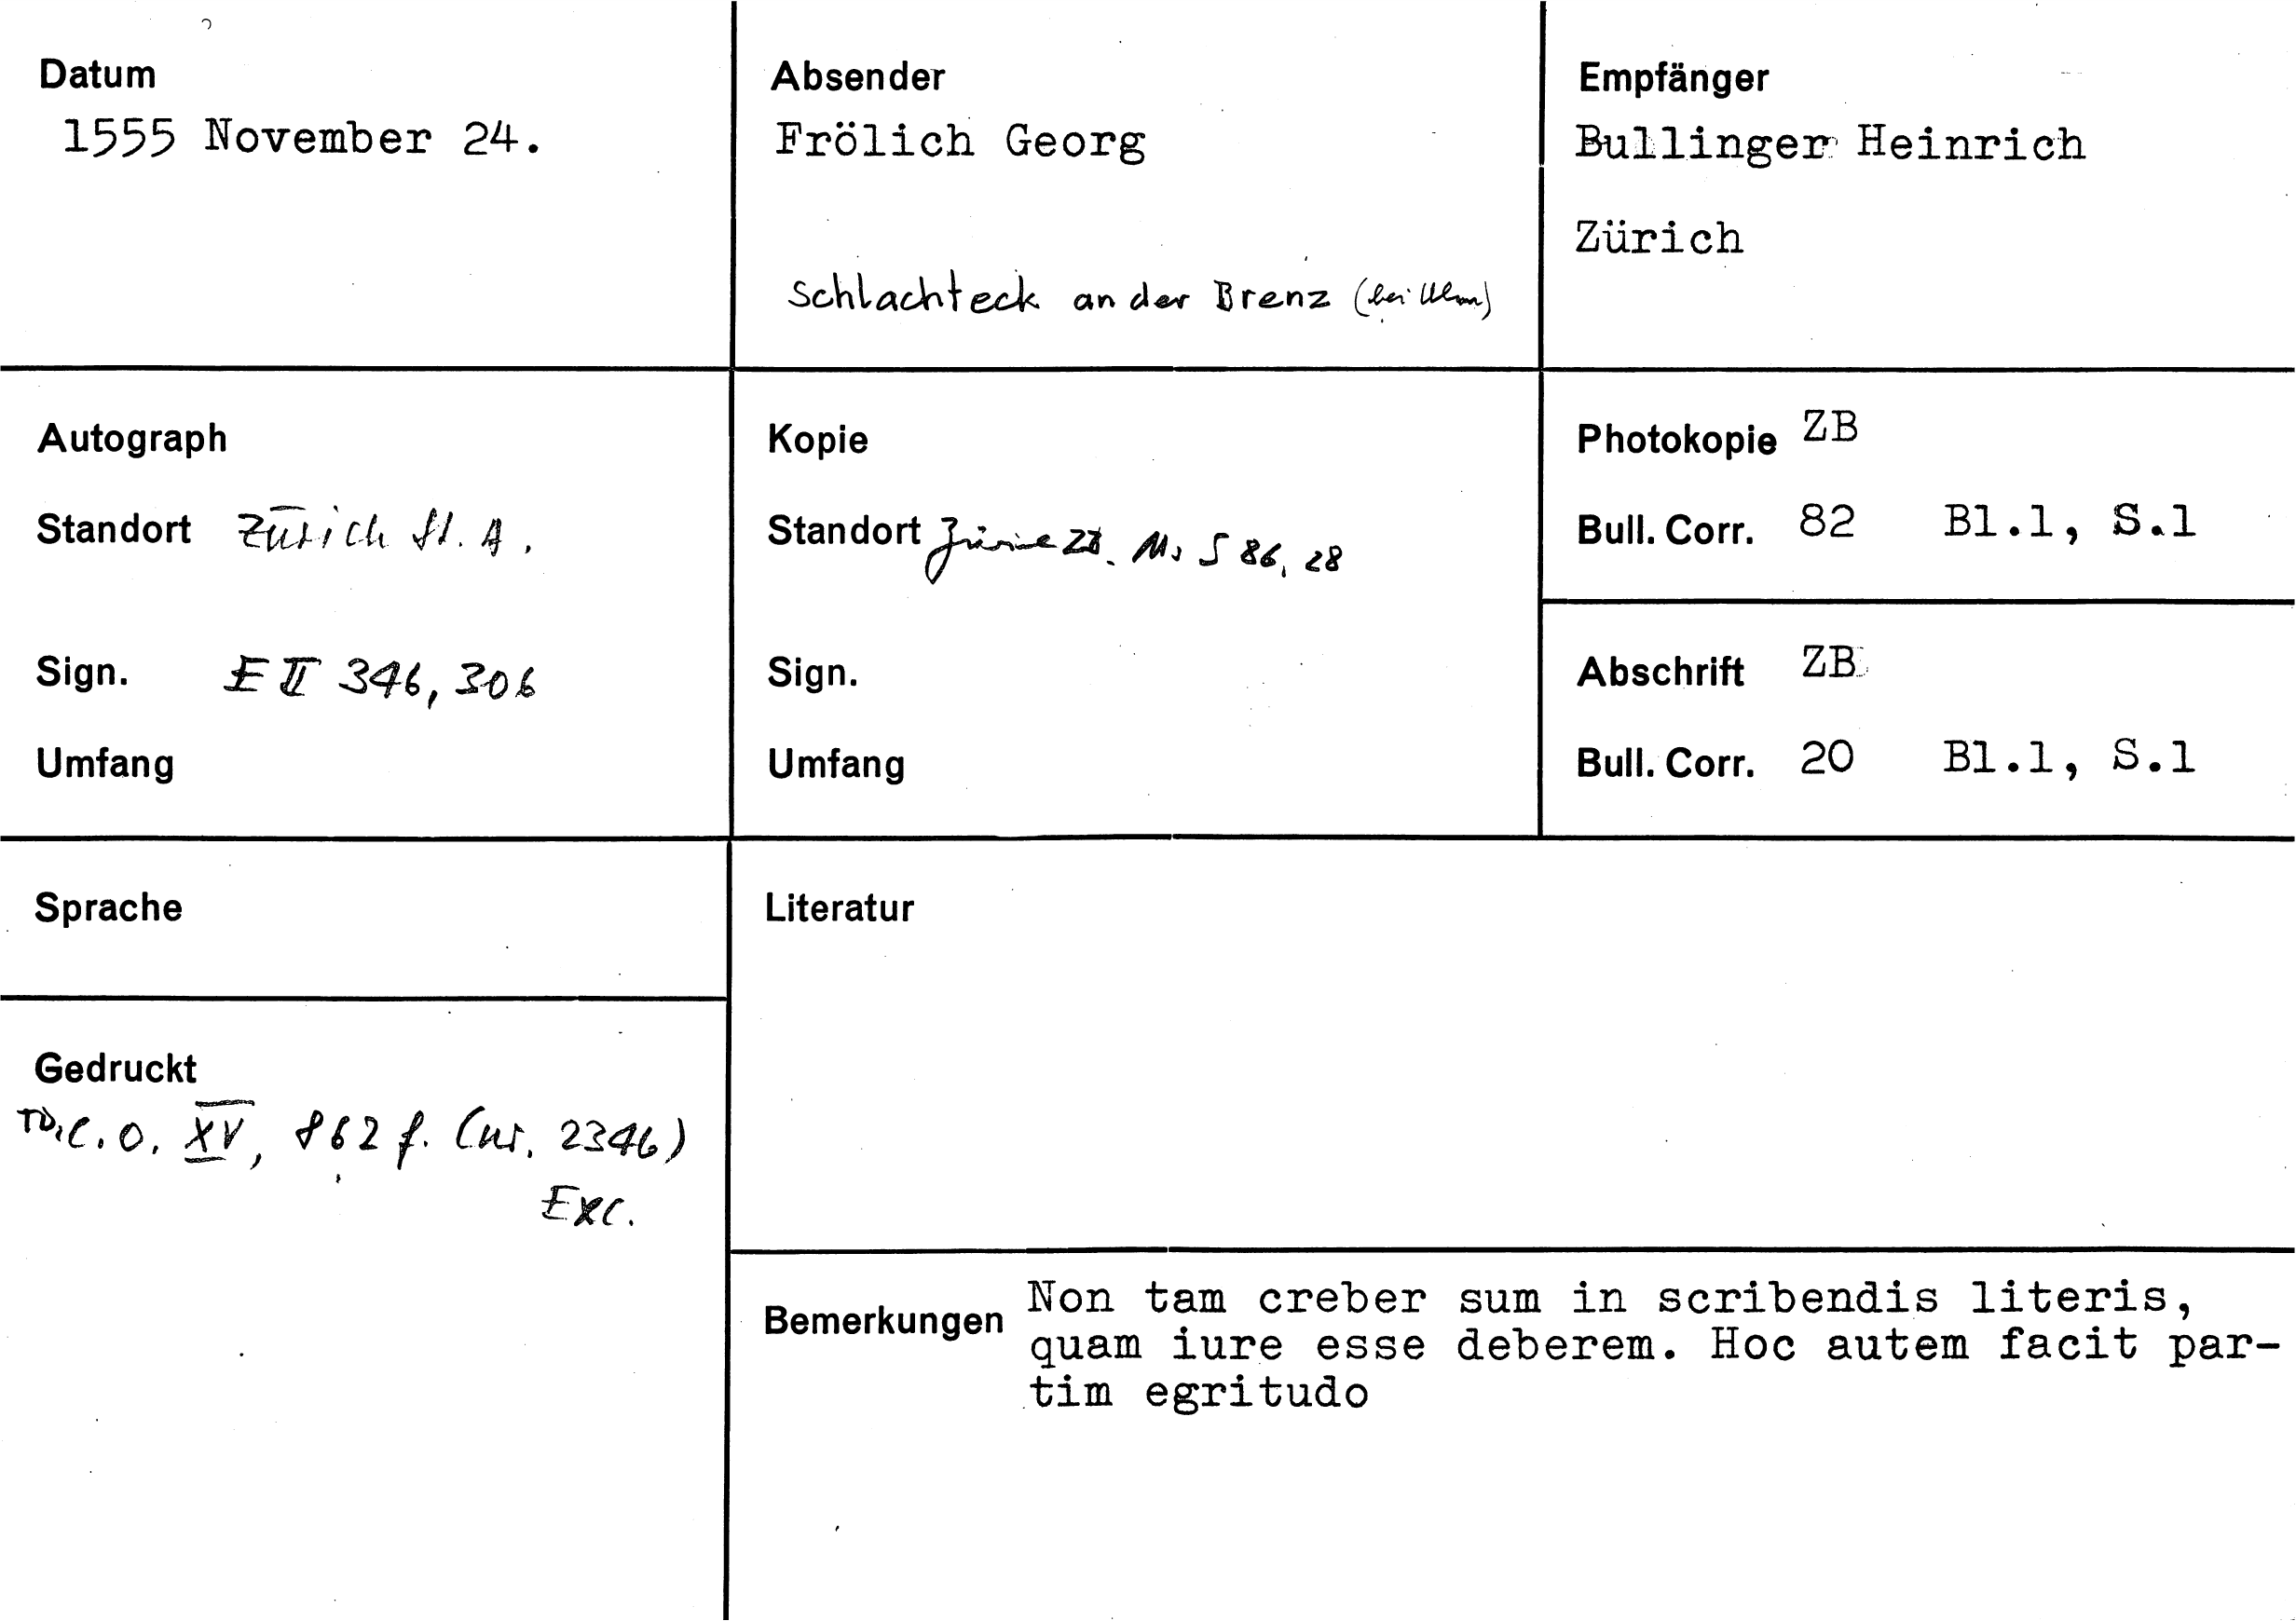 Datum
1555 November 24.
Absender
Frölich Georg
Schlachteck an der Brenz (bei Ulm)
Empfänger
Bullinger Heinrich
Zürich
Autograph
Standort Zürich St. A.
Sign. E II 346, 306
Umfang
Kopie
Standort Zürich ZB. Ms S 86, 28
Sign.
Umfang
Photokopie ZB
Bull. Corr. 82 Bl.1, S.1
Abschrift ZB
Bull. Corr. 20 Bl.1, S.1
Sprache
Literatur
Gedruckt
C.O. XV, 862 f. (nr. 2346)
Exc.
Bemerkungen Non tam creber sum in scribendis literis,
quam iure esse deberem. Hoc autem facit par-
tim egritudo